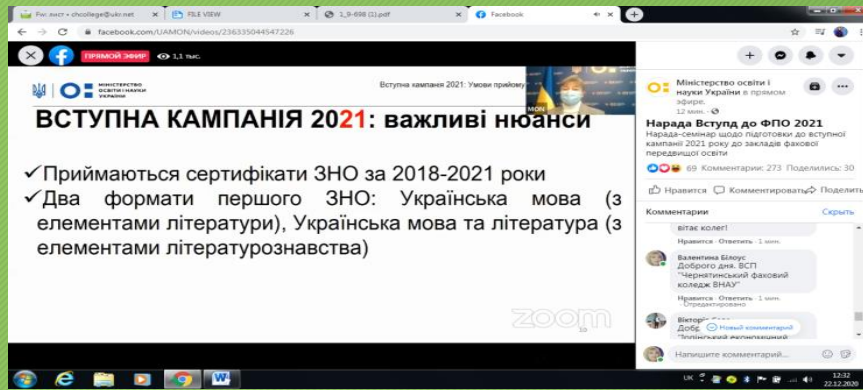 Fw: лист - chcollege@ukr.net
FILE VIEW
1_9-698 (1).pdf
Facebook
facebook.com/UAMON/videos/236335044547226
ПРЯМОЙ ЭФИР
1,1 тыс.
МІНІСТЕРСТВО
ОСВІТИ І НАУКИ
УКРАЇНИ
Вступна кампанія 2021: Умови прийому
MON
ВСТУПНА КАМПАНІЯ 2021: важливі нюанси
✓Приймаються сертифікати ЗНО за 2018-2021 роки
✓Два формати першого ЗНО: Українська мова (з
елементами літератури), Українська мова та література (з
елементами літературознавства)
zoom
10
Міністерство освіти і
науки України в прямом
эфире.
12 мин. ·
Нарада Вступ до ФПО 2021
Нарада-семінар щодо підготовки до вступної
кампанії 2021 року до закладів фахової
передвищої освіти
69 Комментарии: 273 Поделились: 30
Нравится Комментировать Поделить
Комментарии Скрыть
вітає колег!
Нравится · Ответить · 1 мин.
Валентина Білоус
Доброго дня. ВСП
"Чернятинський фаховий
коледж ВНАУ"
Нравится · Ответить · 1 мин.
· Отредактировано
Вікторія
Добр
Новый комментарий
економічний
Напишите комментарий...
UK
12:32
22.12.2020